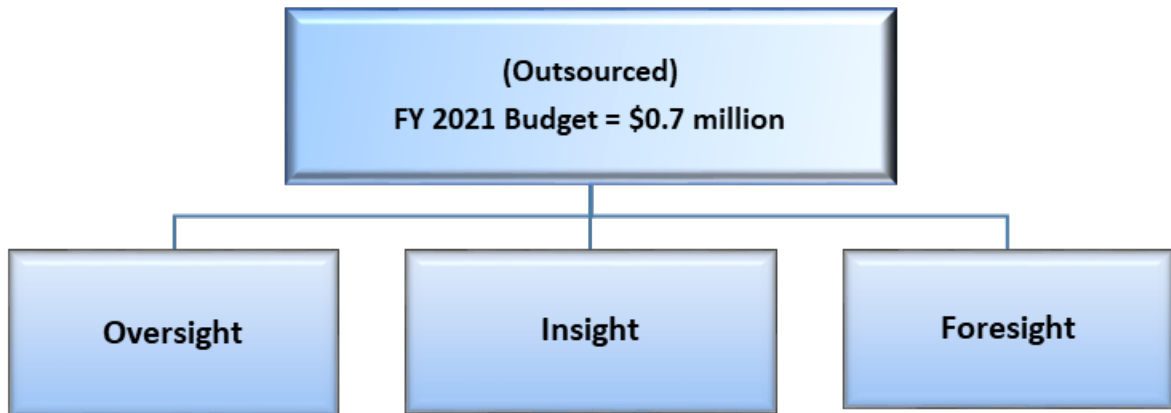 (Outsourced)
FY 2021 Budget = $0.7 million
Oversight
Insight
Foresight